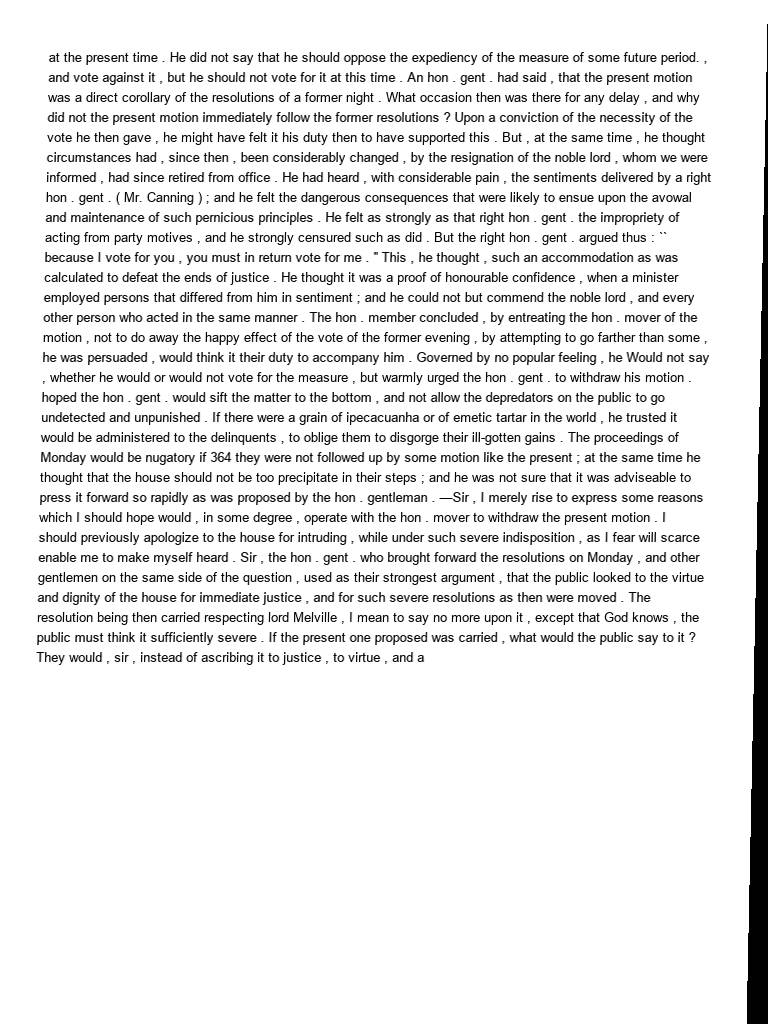 at the present time . He did not say that he should oppose the expediency of the measure of some future period. ,
and vote against it , but he should not vote for it at this time . An hon . gent . had said , that the present motion
was a direct corollary of the resolutions of a former night . What occasion then was there for any delay , and why
did not the present motion immediately follow the former resolutions ? Upon a conviction of the necessity of the
vote he then gave , he might have felt it his duty then to have supported this . But , at the same time , he thought
circumstances had , since then , been considerably changed , by the resignation of the noble lord , whom we were
informed , had since retired from office . He had heard , with considerable pain , the sentiments delivered by a right
hon . gent . ( Mr. Canning ) ; and he felt the dangerous consequences that were likely to ensue upon the avowal
and maintenance of such pernicious principles . He felt as strongly as that right hon . gent . the impropriety of
acting from party motives , and he strongly censured such as did . But the right hon . gent . argued thus : ``
because I vote for you , you must in return vote for me . " This , he thought , such an accommodation as was
calculated to defeat the ends of justice . He thought it was a proof of honourable confidence , when a minister
employed persons that differed from him in sentiment ; and he could not but commend the noble lord , and every
other person who acted in the same manner . The hon . member concluded , by entreating the hon . mover of the
motion , not to do away the happy effect of the vote of the former evening , by attempting to go farther than some ,
he was persuaded , would think it their duty to accompany him . Governed by no popular feeling , he Would not say
, whether he would or would not vote for the measure , but warmly urged the hon . gent . to withdraw his motion .
hoped the hon . gent . would sift the matter to the bottom , and not allow the depredators on the public to go
undetected and unpunished . If there were a grain of ipecacuanha or of emetic tartar in the world , he trusted it
would be administered to the delinquents , to oblige them to disgorge their ill-gotten gains . The proceedings of
Monday would be nugatory if 364 they were not followed up by some motion like the present ; at the same time he
thought that the house should not be too precipitate in their steps ; and he was not sure that it was adviseable to
press it forward so rapidly as was proposed by the hon . gentleman . —Sir , I merely rise to express some reasons
which I should hope would , in some degree , operate with the hon . mover to withdraw the present motion . I
should previously apologize to the house for intruding , while under such severe indisposition , as I fear will scarce
enable me to make myself heard . Sir , the hon . gent . who brought forward the resolutions on Monday , and other
gentlemen on the same side of the question , used as their strongest argument , that the public looked to the virtue
and dignity of the house for immediate justice , and for such severe resolutions as then were moved . The
resolution being then carried respecting lord Melville , I mean to say no more upon it , except that God knows , the
public must think it sufficiently severe . If the present one proposed was carried , what would the public say to it ?
They would , sir , instead of ascribing it to justice , to virtue , and a